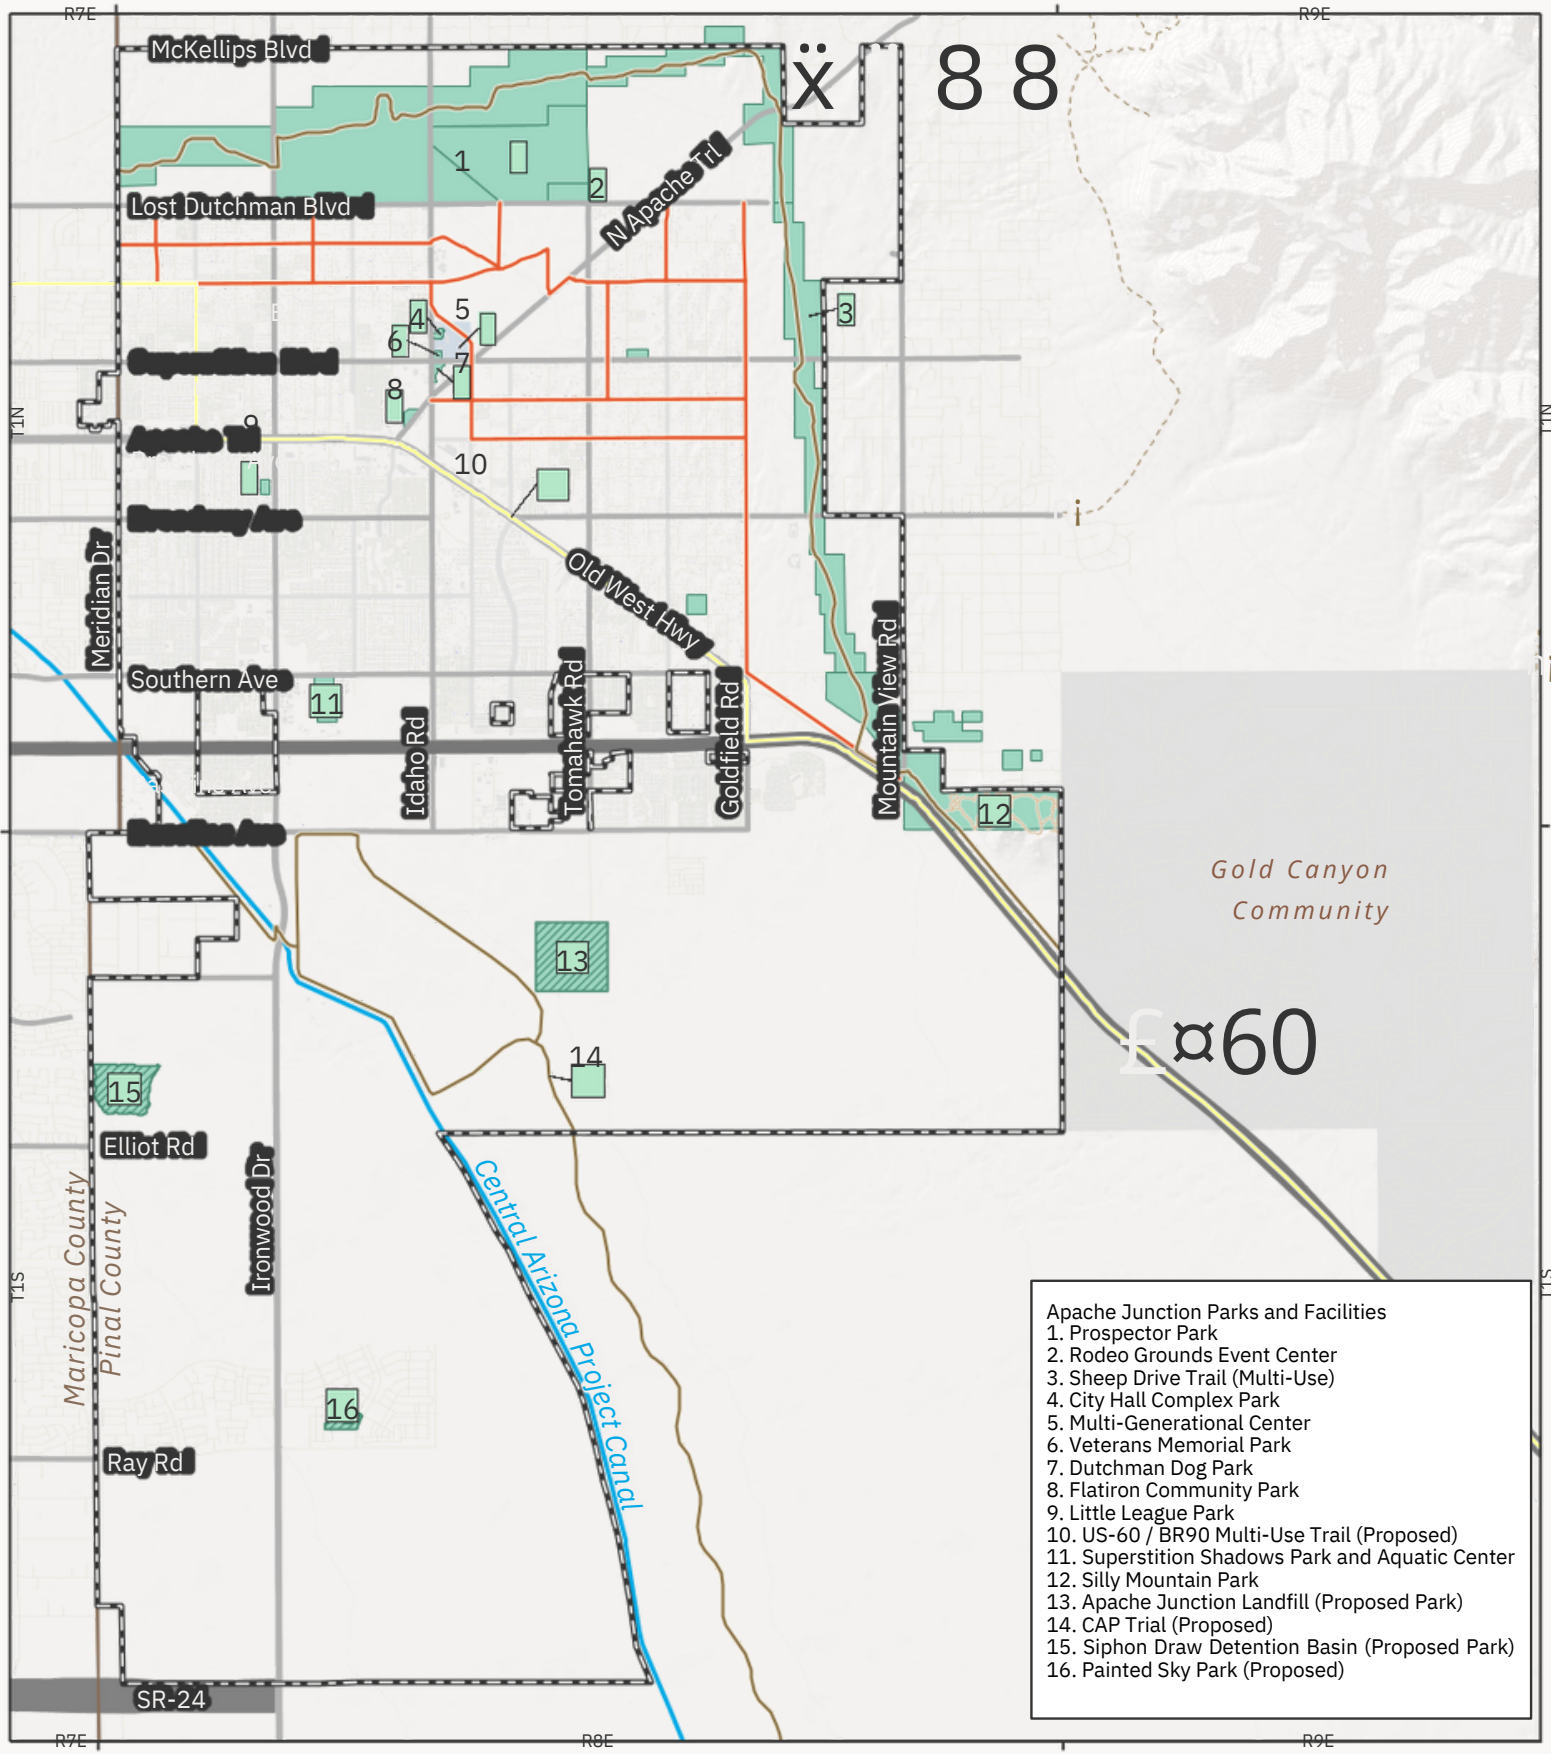 R7E
R9E
McKellips Blvd
ẍ 88
1
2
N Apache Trl
Lost Dutchman Blvd
3
4
5
6
7
8
9
T1N
T1N
10
Meridian Dr
Old West Hwy
Southern Ave
11
Idaho Rd
Tomahawk Rd
Goldfield Rd
Mountain View Rd
12
Gold Canyon
Community
13
£¤60
14
15
Elliot Rd
Ironwood Dr
Maricopa County
Pinal County
Central Arizona Project Canal
T1S
T1S
16
Ray Rd
SR-24
Apache Junction Parks and Facilities
1. Prospector Park
2. Rodeo Grounds Event Center
3. Sheep Drive Trail (Multi-Use)
4. City Hall Complex Park
5. Multi-Generational Center
6. Veterans Memorial Park
7. Dutchman Dog Park
8. Flatiron Community Park
9. Little League Park
10. US-60 / BR90 Multi-Use Trail (Proposed)
11. Superstition Shadows Park and Aquatic Center
12. Silly Mountain Park
13. Apache Junction Landfill (Proposed Park)
14. CAP Trial (Proposed)
15. Siphon Draw Detention Basin (Proposed Park)
16. Painted Sky Park (Proposed)
R7E
R8E
R9E